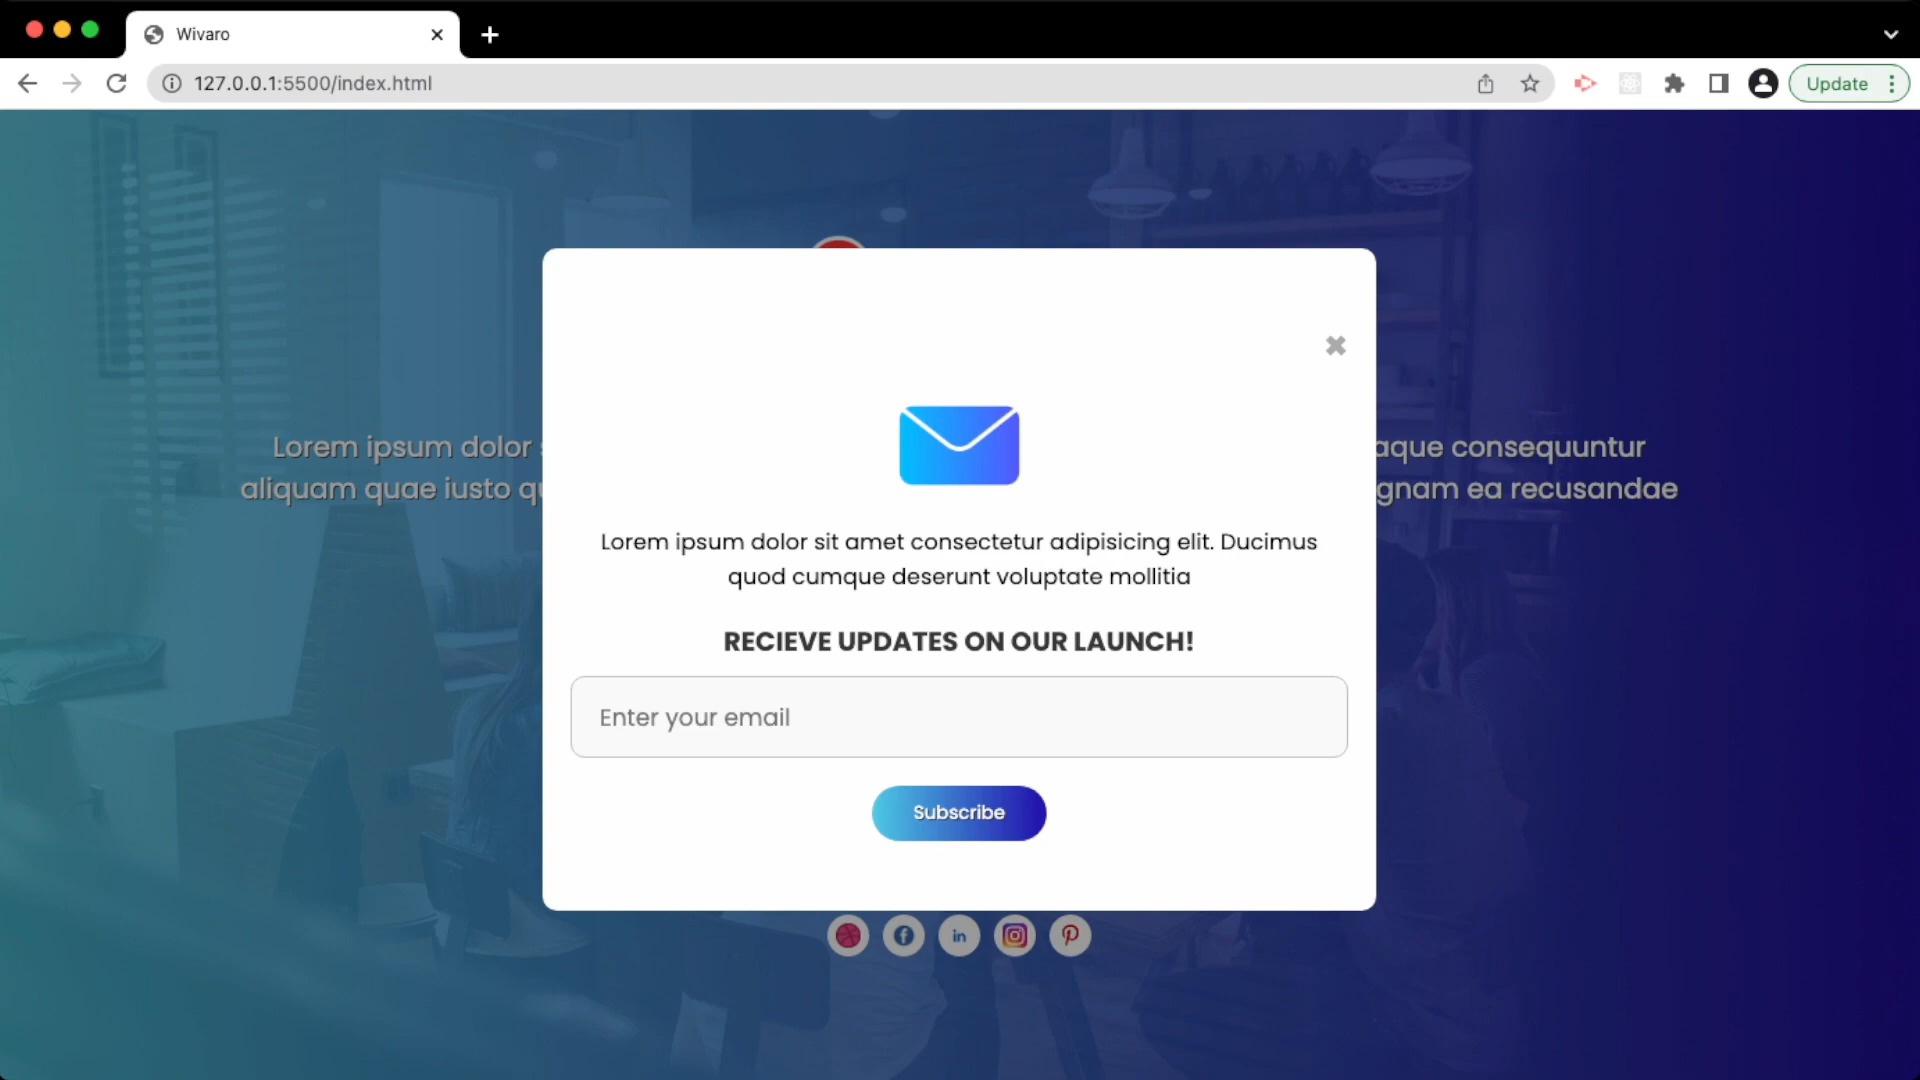 Wivaro
127.0.0.1:5500/index.html
Update
Lorem ipsum dolor
aque consequuntur
aliquam quae iusto
gnam ea recusandae
Lorem ipsum dolor sit amet consectetur adipisicing elit. Ducimus
quod cumque deserunt voluptate mollitia
RECIEVE UPDATES ON OUR LAUNCH!
Enter your email
Subscribe
in